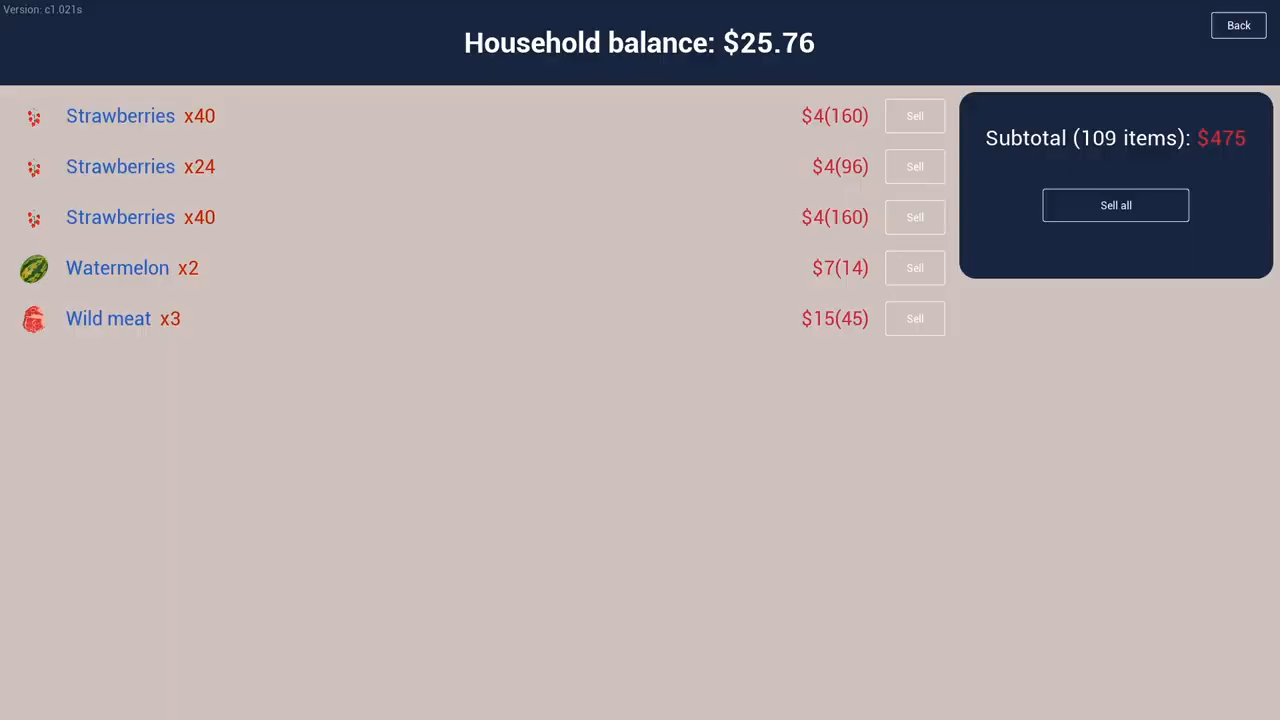 Version: c1.021s
Back
Household balance: $25.76
Strawberries x40 $4(160) Sell
Strawberries x24 $4(96) Sell
Strawberries x40 $4(160) Sell
Watermelon x2 $7(14) Sell
Wild meat x3 $15(45) Sell
Subtotal (109 items): $475
Sell all